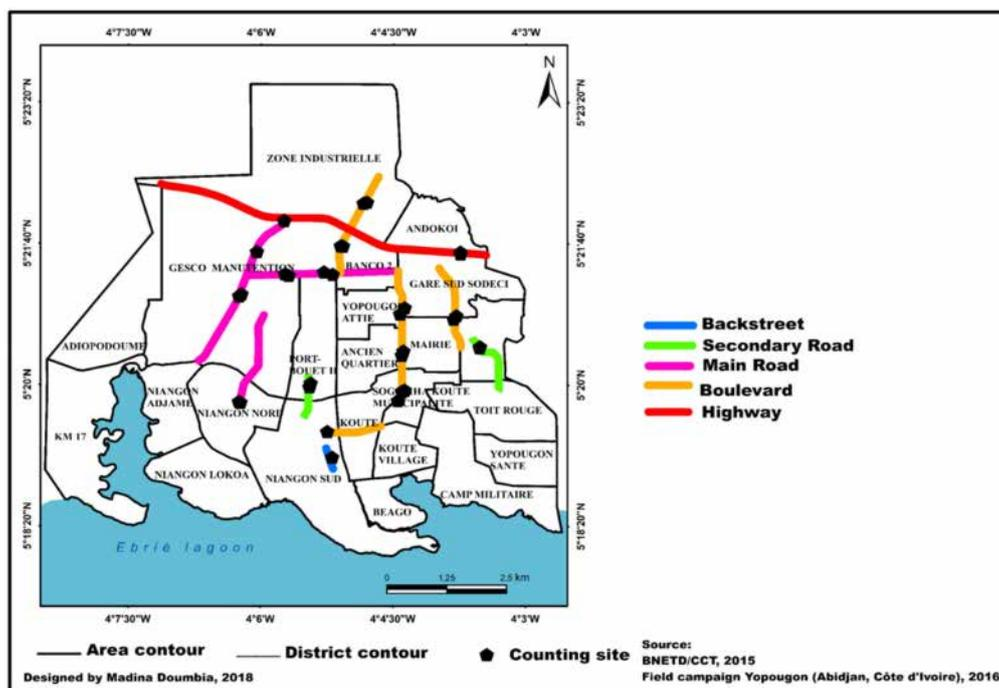 4°7'30"W 4°6'W 4°4'30"W 4°3'W
N
5°23'20"N
5°23'20"N
ZONE INDUSTRIELLE
ANDOKOI
5°21'40"N
5°21'40"N
GESCO MANUTENTION
BANCO 2
GARE SUD SODECI
YOPOUGO
ATTIE
Backstreet
Secondary Road
Main Road
Boulevard
Highway
ADIOPODOUME
PORT-
BOUET II
ANCIEN
QUARTIER
MAIRIE
5°20'N
5°20'N
NIANGON
ADJAME
NIANGON NORI
KOUTE
MUNICIPALITE
TOIT ROUGE
KM 17
KOUTE
KOUTE
VILLAGE
YOPOUGON
SANTE
NIANGON LOKOA
NIANGON SUD
CAMP MILITAIRE
BEAGO
5°18'20"N
5°18'20"N
Ebrié lagoon
0 1,25 2,5 km
4°7'30"W 4°6'W 4°4'30"W 4°3'W
Area contour District contour Counting site
Source:
BNETD/CCT, 2015
Designed by Madina Doumbia, 2018
Field campaign Yopougon (Abidjan, Côte d'Ivoire), 2016